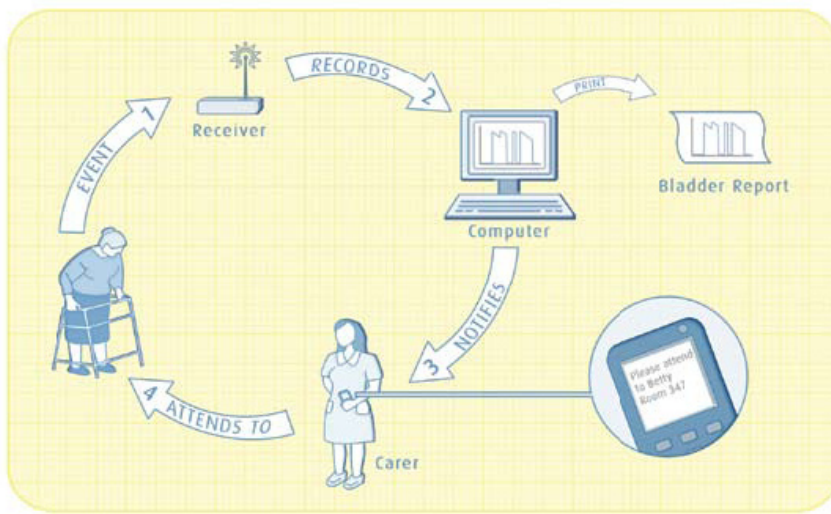 EVENT 1
Receiver
RECORDS 2
Computer
PRINT
Bladder Report
3 NOTIFIES
Please attend
to Betty
Room 347
Carer
4 ATTENDS TO